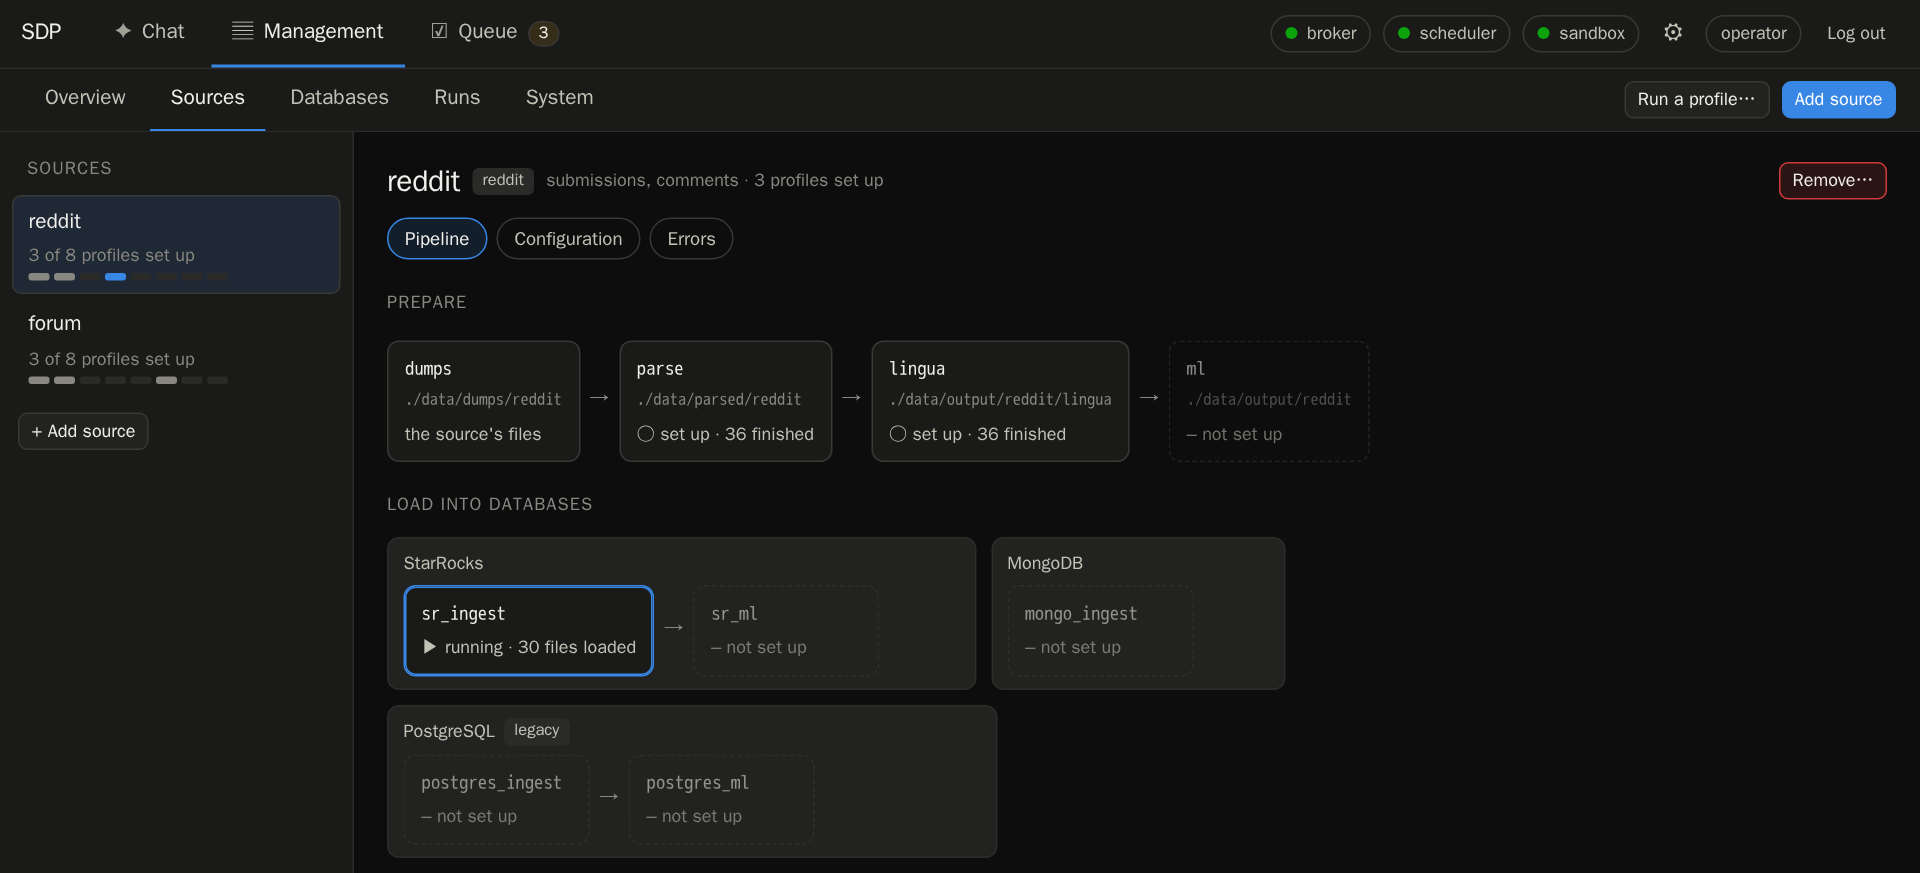 SDP Chat Management Queue 3 broker scheduler sandbox operator Log out
Overview Sources Databases Runs System Run a profile··· Add source
SOURCES
reddit
3 of 8 profiles set up
forum
3 of 8 profiles set up
+ Add source
reddit reddit submissions, comments · 3 profiles set up Remove···
Pipeline Configuration Errors
PREPARE
dumps
./data/dumps/reddit
the source's files
→
parse
./data/parsed/reddit
set up · 36 finished
→
lingua
./data/output/reddit/lingua
set up · 36 finished
→
ml
./data/output/reddit
– not set up
LOAD INTO DATABASES
StarRocks
sr_ingest
running · 30 files loaded
→
sr_ml
– not set up
MongoDB
mongo_ingest
– not set up
PostgreSQL legacy
postgres_ingest
– not set up
→
postgres_ml
– not set up